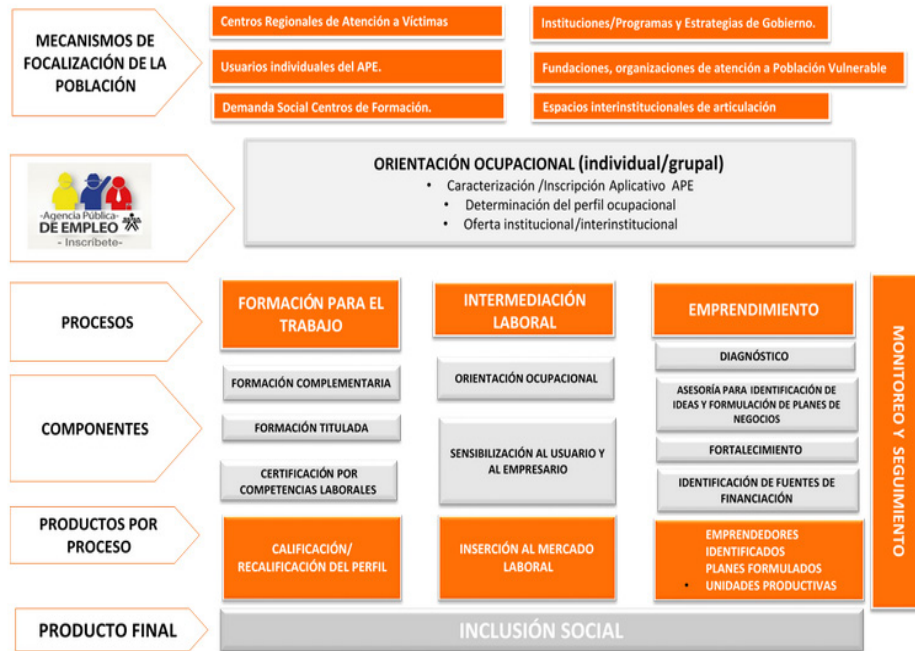 MECANISMOS DE
FOCALIZACIÓN DE LA
POBLACIÓN
Centros Regionales de Atención a Víctimas
Instituciones/Programas y Estrategias de Gobierno.
Usuarios individuales del APE.
Fundaciones, organizaciones de atención a Población Vulnerable
Demanda Social Centros de Formación.
Espacios interinstitucionales de articulación
-Agencia Pública-
DE EMPLEO
- Inscríbete-
ORIENTACIÓN OCUPACIONAL (individual/grupal)
• Caracterización /Inscripción Aplicativo APE
• Determinación del perfil ocupacional
• Oferta institucional/interinstitucional
PROCESOS
FORMACIÓN PARA EL
TRABAJO
INTERMEDIACIÓN
LABORAL
EMPRENDIMIENTO
COMPONENTES
FORMACIÓN COMPLEMENTARIA
FORMACIÓN TITULADA
CERTIFICACIÓN POR
COMPETENCIAS LABORALES
ORIENTACIÓN OCUPACIONAL
SENSIBILIZACIÓN AL USUARIO Y
AL EMPRESARIO
DIAGNÓSTICO
ASESORÍA PARA IDENTIFICACIÓN DE
IDEAS Y FORMULACIÓN DE PLANES DE
NEGOCIOS
FORTALECIMIENTO
IDENTIFICACIÓN DE FUENTES DE
FINANCIACIÓN
PRODUCTOS POR
PROCESO
CALIFICACIÓN/
RECALIFICACIÓN DEL PERFIL
INSERCIÓN AL MERCADO
LABORAL
EMPRENDEDORES
IDENTIFICADOS
PLANES FORMULADOS
• UNIDADES PRODUCTIVAS
MONITOREO Y SEGUIMIENTO
PRODUCTO FINAL
INCLUSIÓN SOCIAL